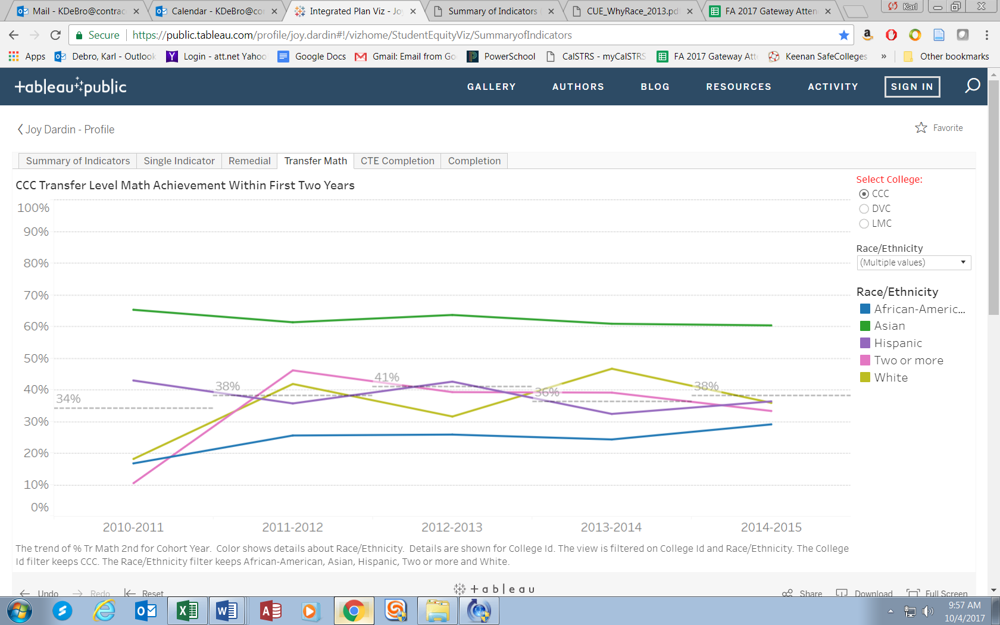 Mail - KDeBro@contrac
Calendar - KDeBro@cor
Integrated Plan Viz - Joy
Summary of Indicators
CUE_WhyRace_2013.pdf
FA 2017 Gateway Atten
Karl
Secure
https://public.tableau.com/profile/joy.dardin#!/vizhome/StudentEquityViz/SummaryofIndicators
Apps
Debro, Karl - Outlook
Login - att.net Yahoo
Google Docs
Gmail: Email from Go
PowerSchool
CalSTRS - myCalSTRS
FA 2017 Gateway Atte
Keenan SafeColleges
»
Other bookmarks
+ableau public
GALLERY
AUTHORS
BLOG
RESOURCES
ACTIVITY
SIGN IN
Joy Dardin - Profile
Favorite
Summary of Indicators
Single Indicator
Remedial
Transfer Math
CTE Completion
Completion
CCC Transfer Level Math Achievement Within First Two Years
100%
90%
80%
70%
60%
50%
40%
30%
20%
10%
0%
34%
38%
41%
36%
38%
2010-2011
2011-2012
2012-2013
2013-2014
2014-2015
Select College:
CCC
DVC
LMC
Race/Ethnicity
(Multiple values)
Race/Ethnicity
African-Americ...
Asian
Hispanic
Two or more
White
The trend of % Tr Math 2nd for Cohort Year. Color shows details about Race/Ethnicity. Details are shown for College Id. The view is filtered on College Id and Race/Ethnicity. The College
Id filter keeps CCC. The Race/Ethnicity filter keeps African-American, Asian, Hispanic, Two or more and White.
Undo
Redo
Reset
+ableau
Share
Download
Full Screen
9:57 AM
10/4/2017